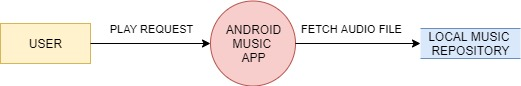 USER
PLAY REQUEST
ANDROID
MUSIC
APP
FETCH AUDIO FILE
LOCAL MUSIC
REPOSITORY